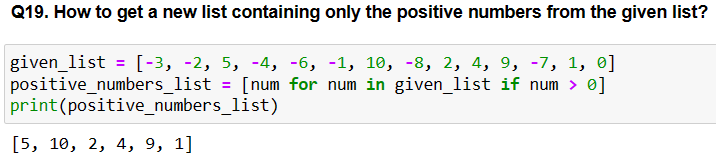 Q19. How to get a new list containing only the positive numbers from the given list?
given_list = [-3, -2, 5, -4, -6, -1, 10, -8, 2, 4, 9, -7, 1, 0]
positive_numbers_list = [num for num in given_list if num > 0]
print(positive_numbers_list)
[5, 10, 2, 4, 9, 1]